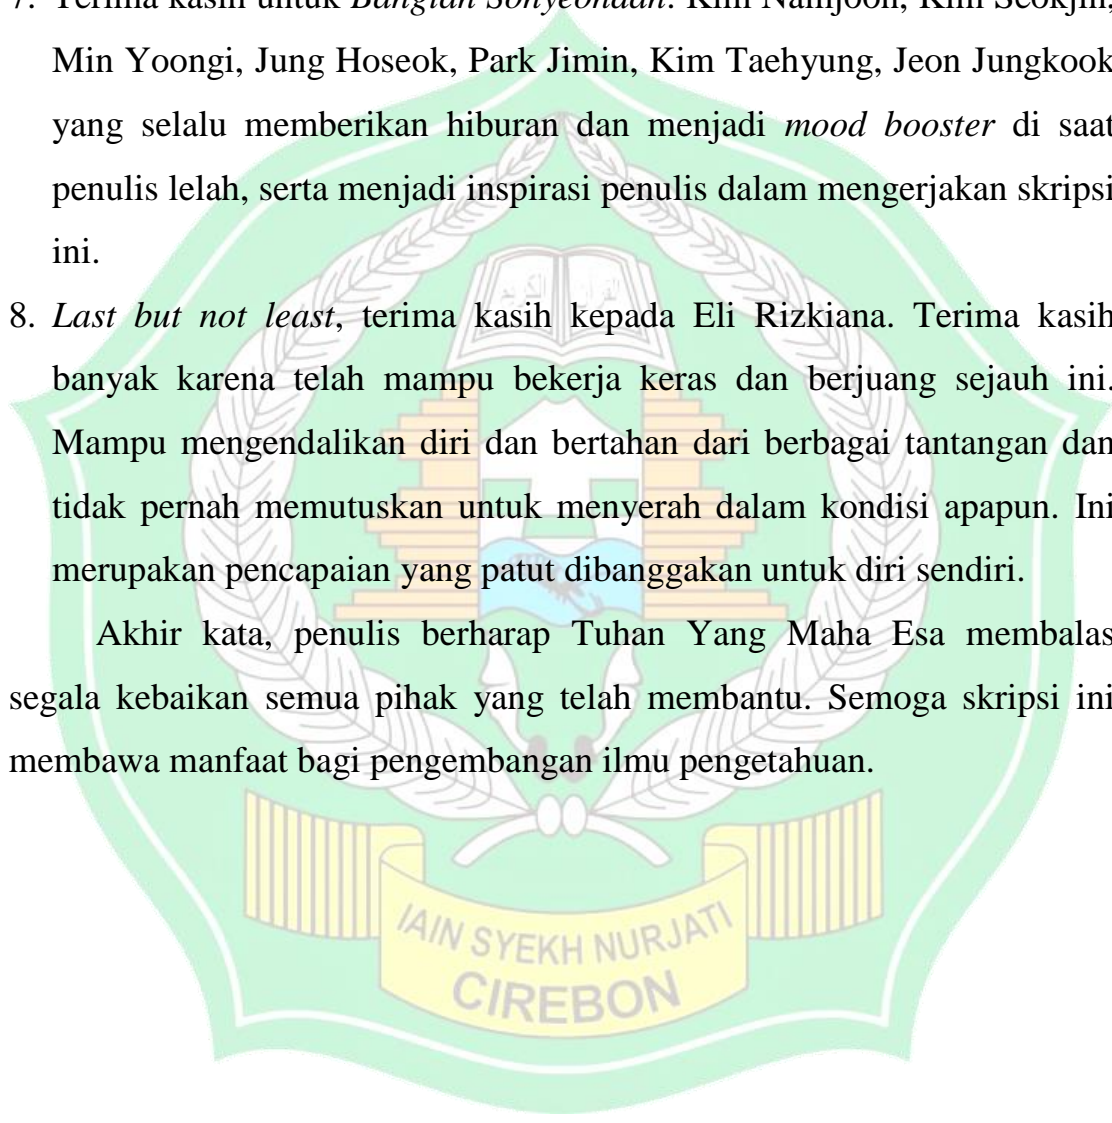 7. Terima kasih untuk Bangtan Sonyeondan: Kim Namjoon, Kim Seokjin,
Min Yoongi, Jung Hoseok, Park Jimin, Kim Taehyung, Jeon Jungkook
yang selalu memberikan hiburan dan menjadi mood booster di saat
penulis lelah, serta menjadi inspirasi penulis dalam mengerjakan skripsi
ini.
8. Last but not least, terima kasih kepada Eli Rizkiana. Terima kasih
banyak karena telah mampu bekerja keras dan berjuang sejauh ini.
Mampu mengendalikan diri dan bertahan dari berbagai tantangan dan
tidak pernah memutuskan untuk menyerah dalam kondisi apapun. Ini
merupakan pencapaian yang patut dibanggakan untuk diri sendiri.
Akhir kata, penulis berharap Tuhan Yang Maha Esa membalas
segala kebaikan semua pihak yang telah membantu. Semoga skripsi ini
membawa manfaat bagi pengembangan ilmu pengetahuan.
IAIN SYEKH NURJATI
CIREBON